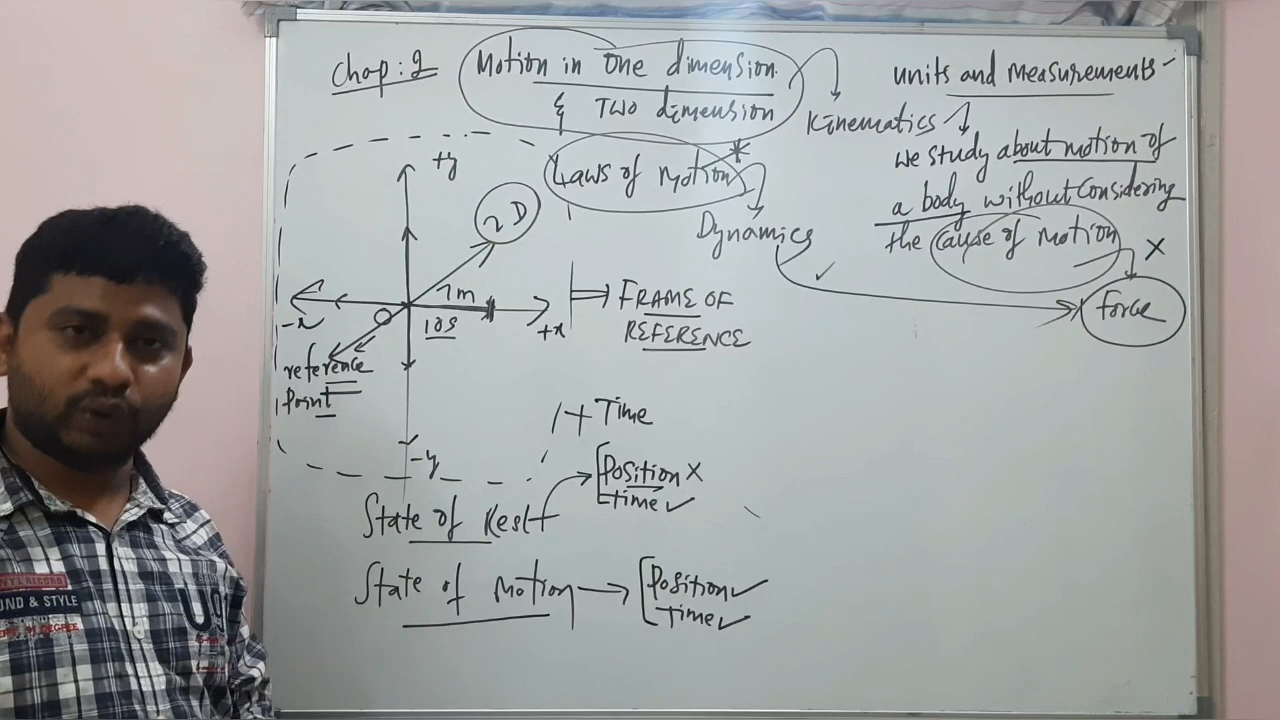 Chap: 2
Motion in One dimension
& Two dimension
units and measurements
Kinematics
we study about motion of
a body without considering
the cause of motion x
Laws of motion *
Dynamics
force
+y
2D
1m
10s
-x
O
+x
FRAME OF
REFERENCE
reference
point
-y
+ Time
State of Rest
Position x
time ✓
State of motion
Position ✓
Time ✓